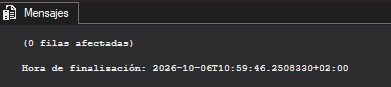 Mensajes
(0 filas afectadas)
Hora de finalización: 2026-10-06T10:59:46.2508330+02:00